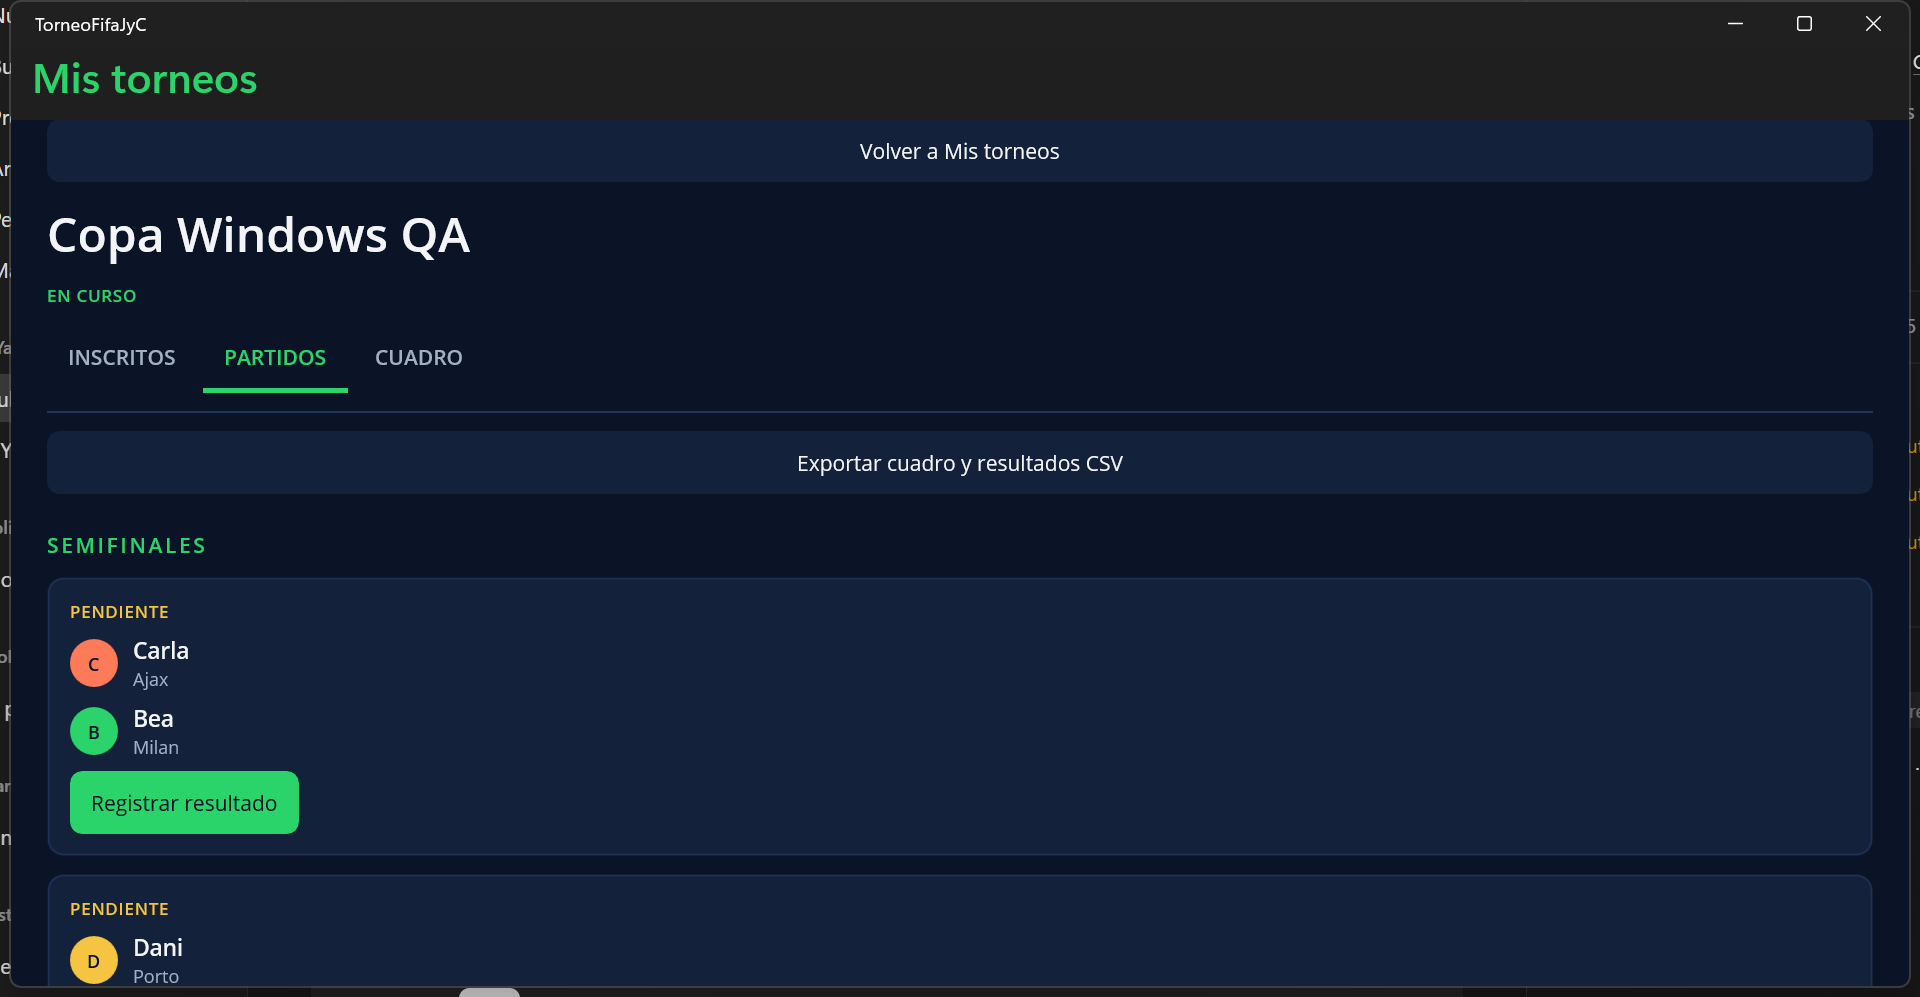 TorneoFifaJyC
Mis torneos
Volver a Mis torneos
Copa Windows QA
EN CURSO
INSCRITOS PARTIDOS CUADRO
Exportar cuadro y resultados CSV
SEMIFINALES
PENDIENTE
C
Carla
Ajax
B
Bea
Milan
Registrar resultado
PENDIENTE
D
Dani
Porto